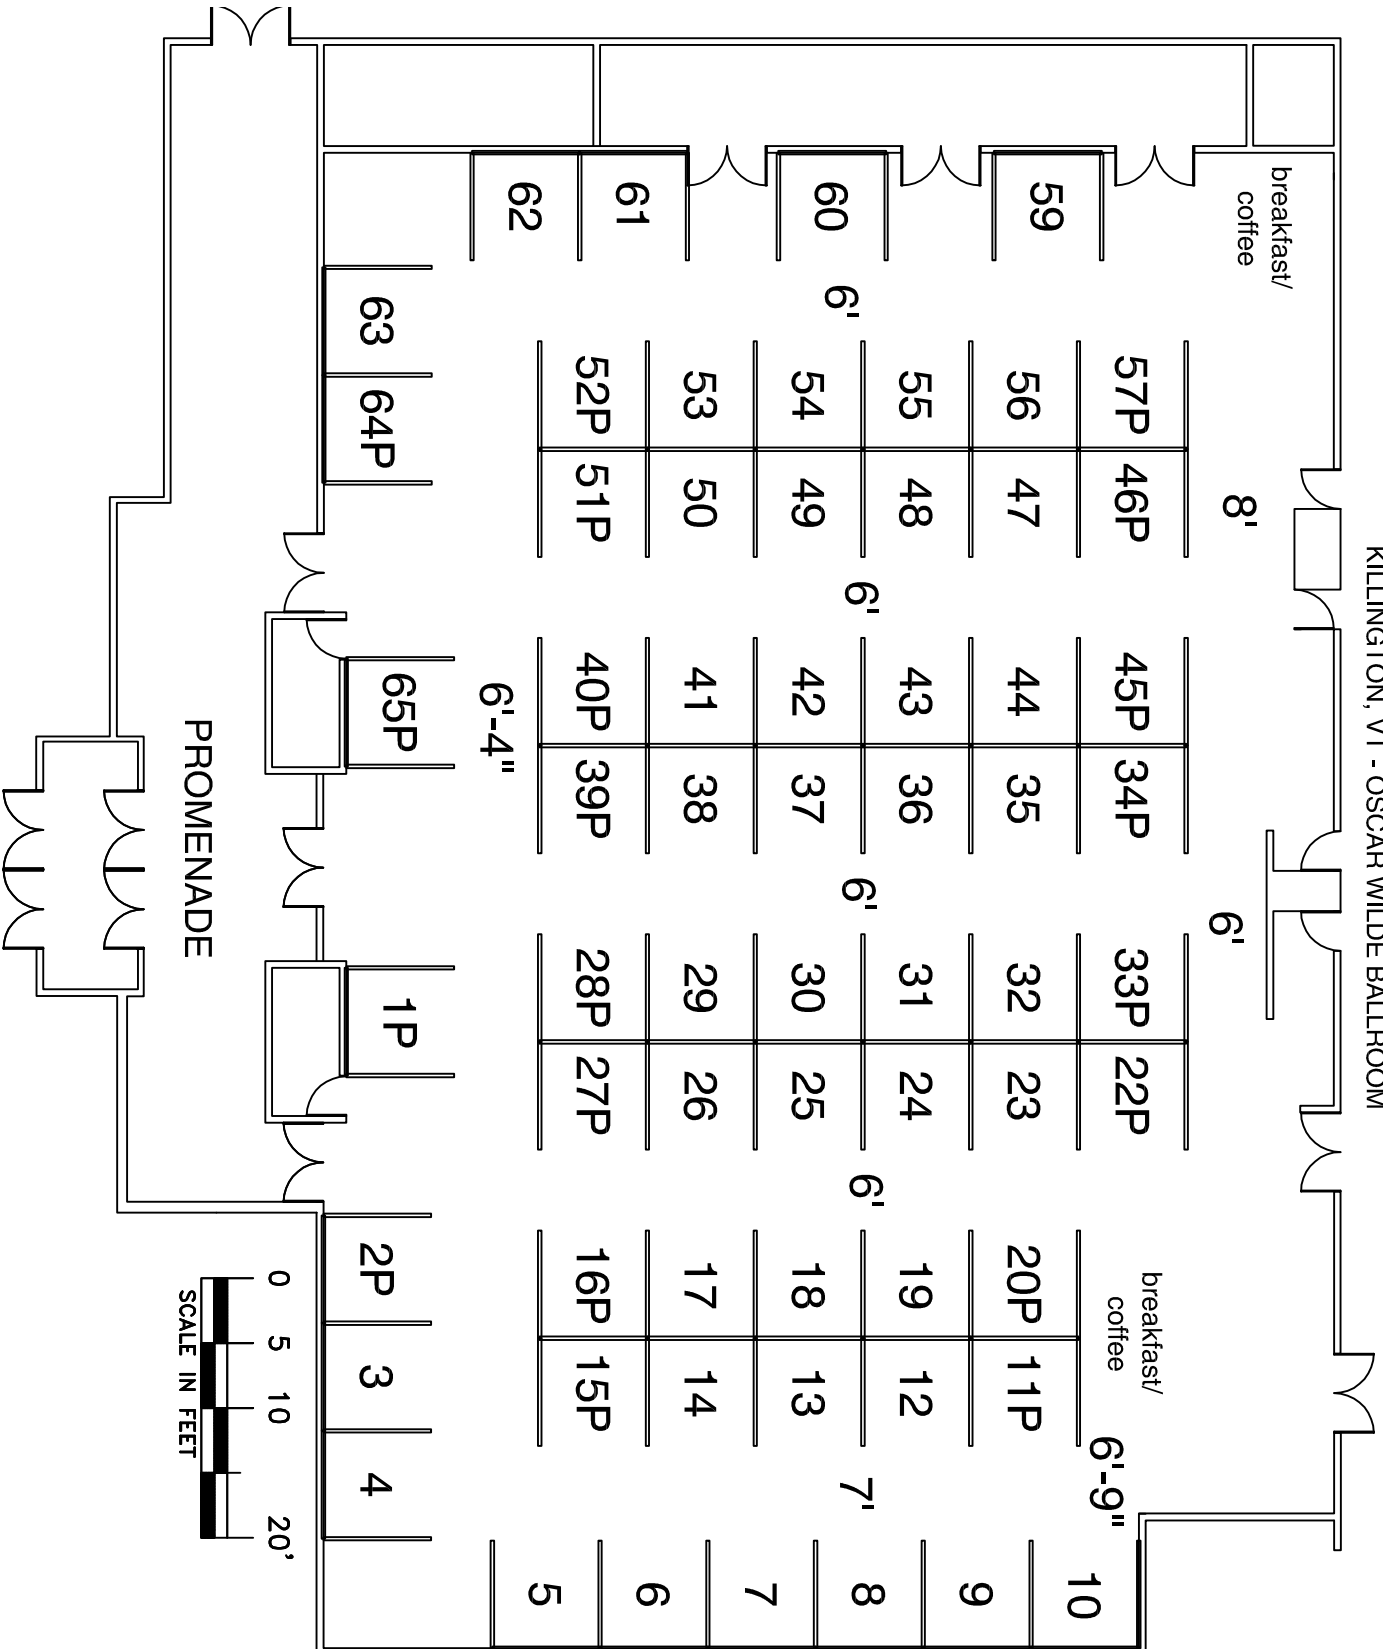 KILLINGTON, VT - OSCAR WILDE BALLROOM
breakfast/
coffee
8'
6'
breakfast/
coffee
57P 46P 45P 34P 33P 22P
6'-9"
10
59
56 47 44 35 32 23 20P 11P
9
55 48 43 36 31 24 19 12
8
6' 6' 6' 6' 7'
60
54 49 42 37 30 25 18 13
7
53 50 41 38 29 26 17 14
6
61
52P 51P 40P 39P 28P 27P 16P 15P
5
62
6'-4"
65P 1P
63 64P 2P 3 4
0 5 10 20'
PROMENADE
SCALE IN FEET